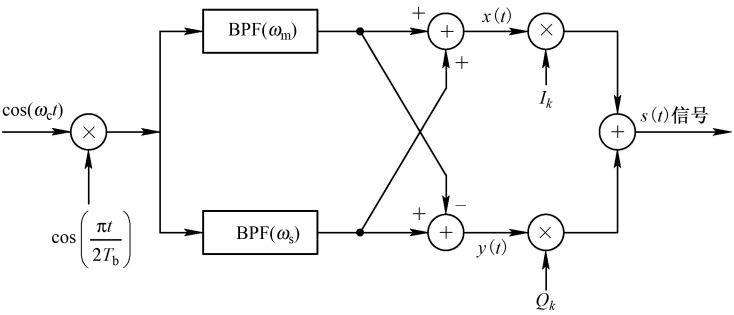 BPF(ωm)
+
+
x(t)
×
+
Ik
cos(ωct)
×
+
s(t)信号
cos(πt/2Tb)
BPF(ωs)
+
−
+
y(t)
×
Qk